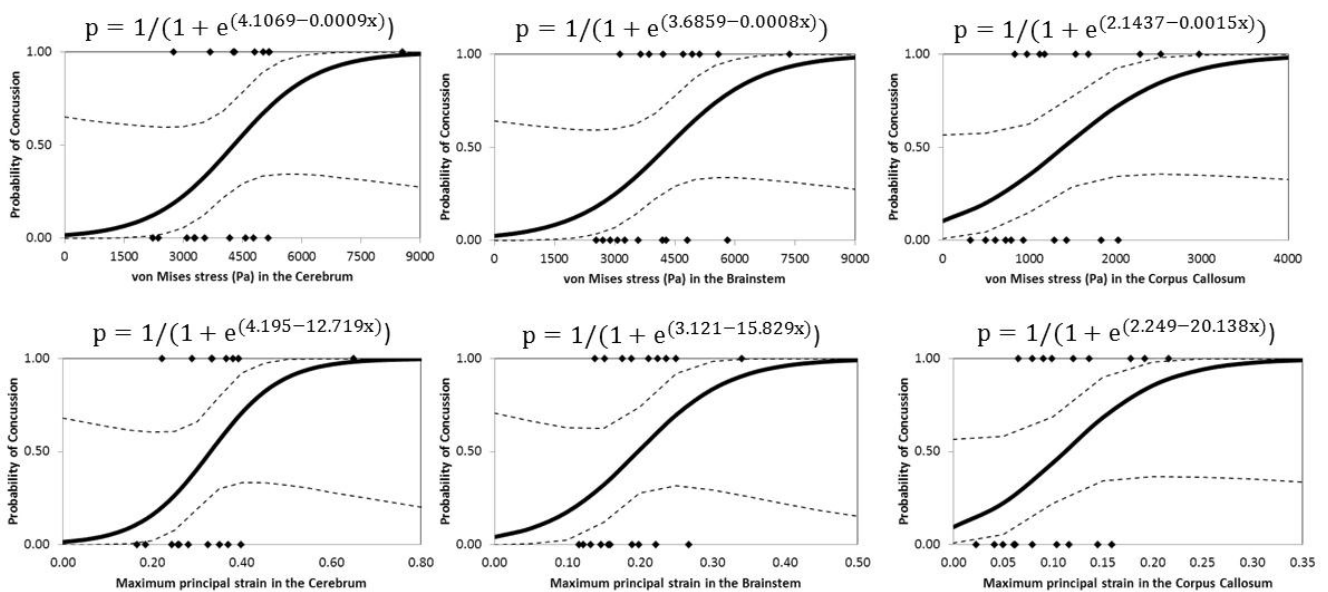 p = 1/(1 + e^(4.1069−0.0009x))
p = 1/(1 + e^(3.6859−0.0008x))
p = 1/(1 + e^(2.1437−0.0015x))
Probability of Concussion
1.00
0.50
0.00
0 1500 3000 4500 6000 7500 9000
von Mises stress (Pa) in the Cerebrum
Probability of Concussion
1.00
0.50
0.00
0 1500 3000 4500 6000 7500 9000
von Mises stress (Pa) in the Brainstem
Probability of Concussion
1.00
0.50
0.00
0 1000 2000 3000 4000
von Mises stress (Pa) in the Corpus Callosum
p = 1/(1 + e^(4.195−12.719x))
p = 1/(1 + e^(3.121−15.829x))
p = 1/(1 + e^(2.249−20.138x))
Probability of Concussion
1.00
0.50
0.00
0.00 0.20 0.40 0.60 0.80
Maximum principal strain in the Cerebrum
Probability of Concussion
1.00
0.50
0.00
0.00 0.10 0.20 0.30 0.40 0.50
Maximum principal strain in the Brainstem
Probability of Concussion
1.00
0.50
0.00
0.00 0.05 0.10 0.15 0.20 0.25 0.30 0.35
Maximum principal strain in the Corpus Callosum